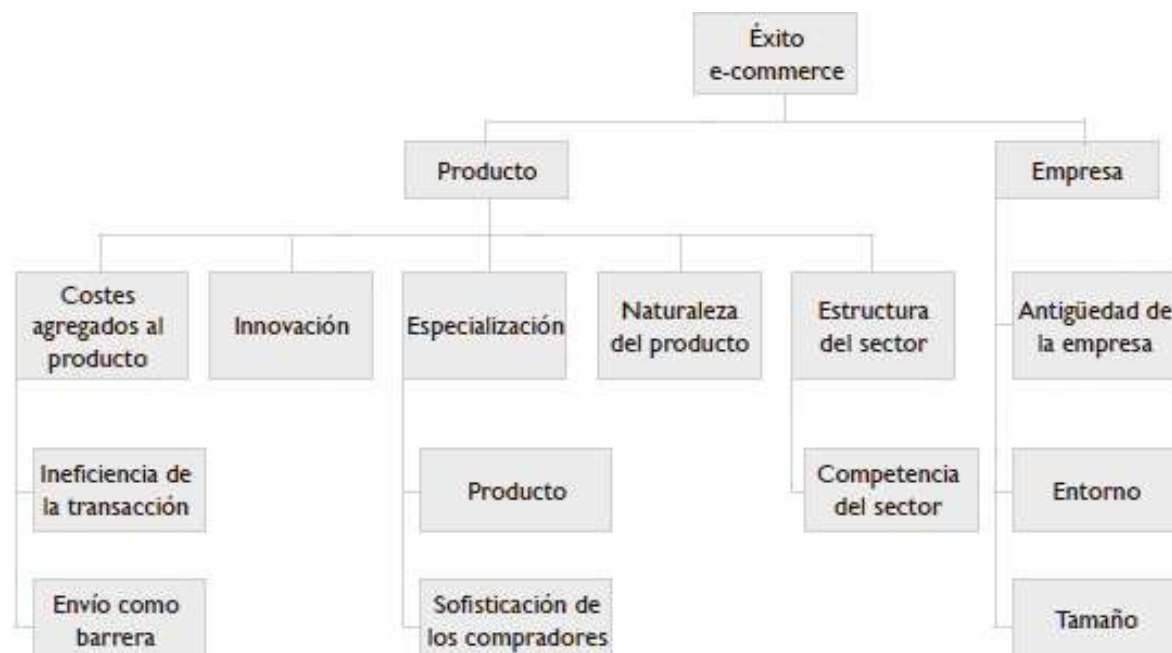 Éxito
e-commerce
Producto
Empresa
Costes
agregados al
producto
Innovación
Especialización
Naturaleza
del producto
Estructura
del sector
Antigüedad de
la empresa
Ineficiencia de
la transacción
Producto
Competencia
del sector
Entorno
Envío como
barrera
Sofisticación de
los compradores
Tamaño